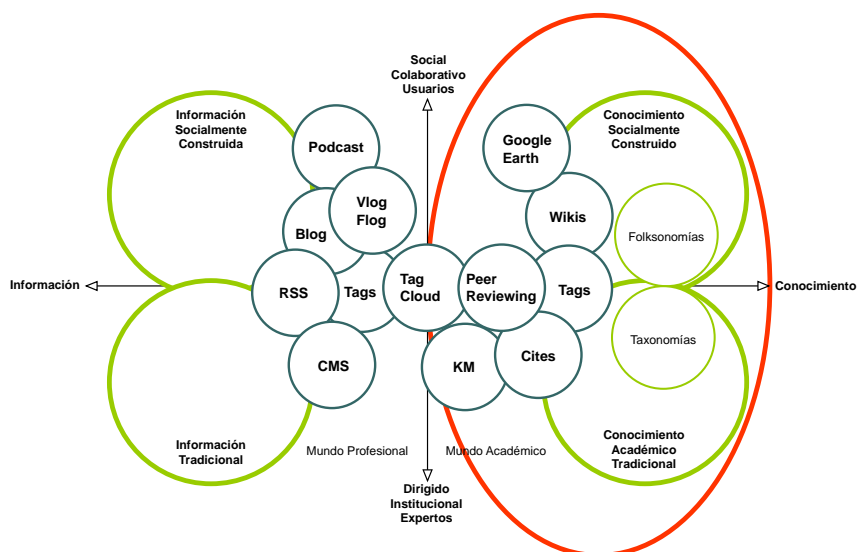 Social
Colaborativo
Usuarios
Información
Socialmente
Construida
Conocimiento
Socialmente
Construido
Podcast
Google
Earth
Vlog
Flog
Blog
Wikis
Folksonomías
Información
RSS
Tags
Tag
Cloud
Peer
Reviewing
Tags
Conocimiento
CMS
KM
Cites
Taxonomías
Información
Tradicional
Mundo Profesional
Mundo Académico
Conocimiento
Académico
Tradicional
Dirigido
Institucional
Expertos